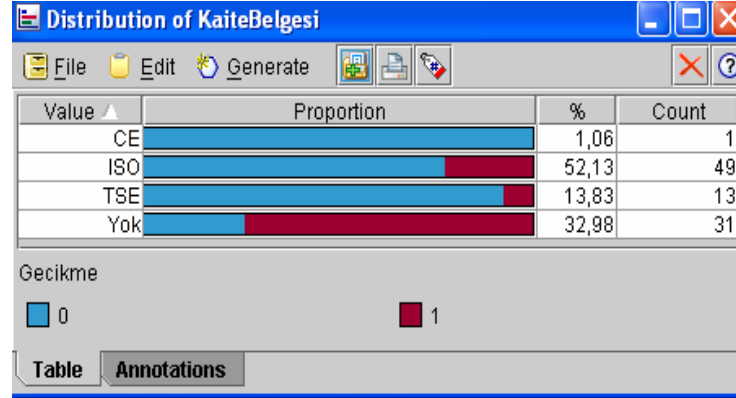 Distribution of KaiteBelgesi
File Edit Generate
Value Proportion % Count
CE 1,06 1
ISO 52,13 49
TSE 13,83 13
Yok 32,98 31
Gecikme
0 1
Table Annotations